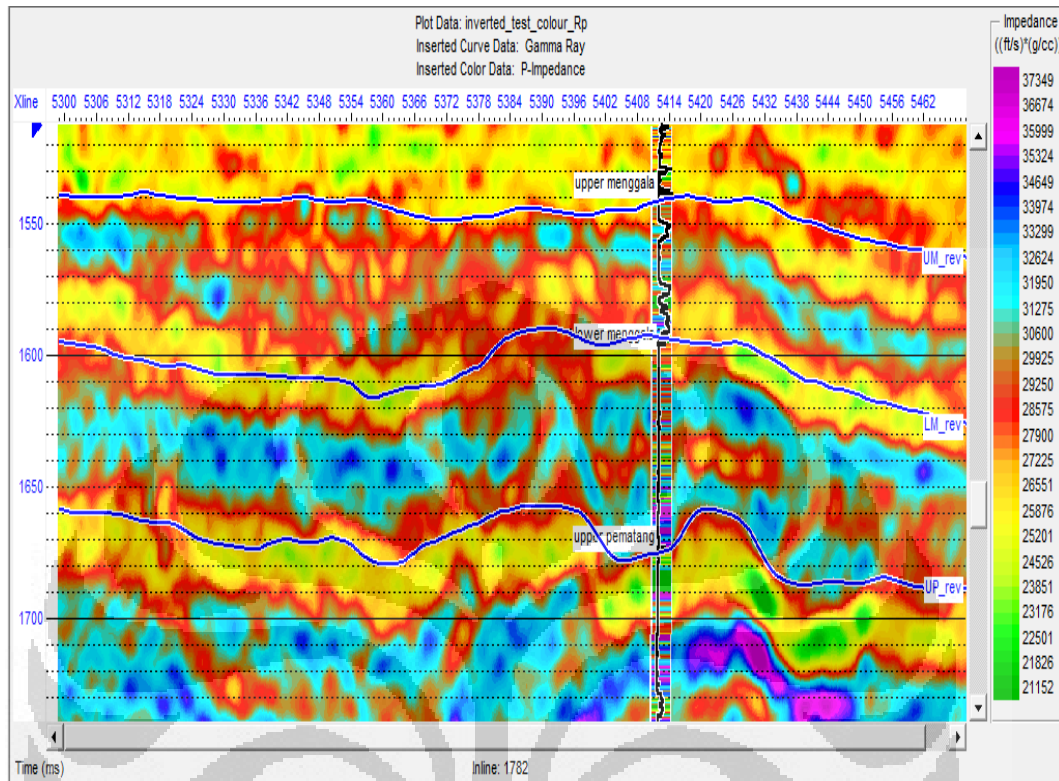 Plot Data: inverted_test_colour_Rp
Inserted Curve Data: Gamma Ray
Inserted Color Data: P-Impedance
Impedance
((ft/s)*(g/cc)
Xline 5300 5306 5312 5318 5324 5330 5336 5342 5348 5354 5360 5366 5372 5378 5384 5390 5396 5402 5408 5414 5420 5426 5432 5438 5444 5450 5462
37349
36674
35999
35324
34649
33974
33299
32624
31950
31275
30600
29925
29250
28575
27900
27225
26551
25876
25201
24526
23851
23176
22501
21826
21152
upper menggala
1550
UM_rev
lower menggala
1600
LM_rev
1650
upper pematang
UP_rev
1700
Time (ms)
Inline: 1782